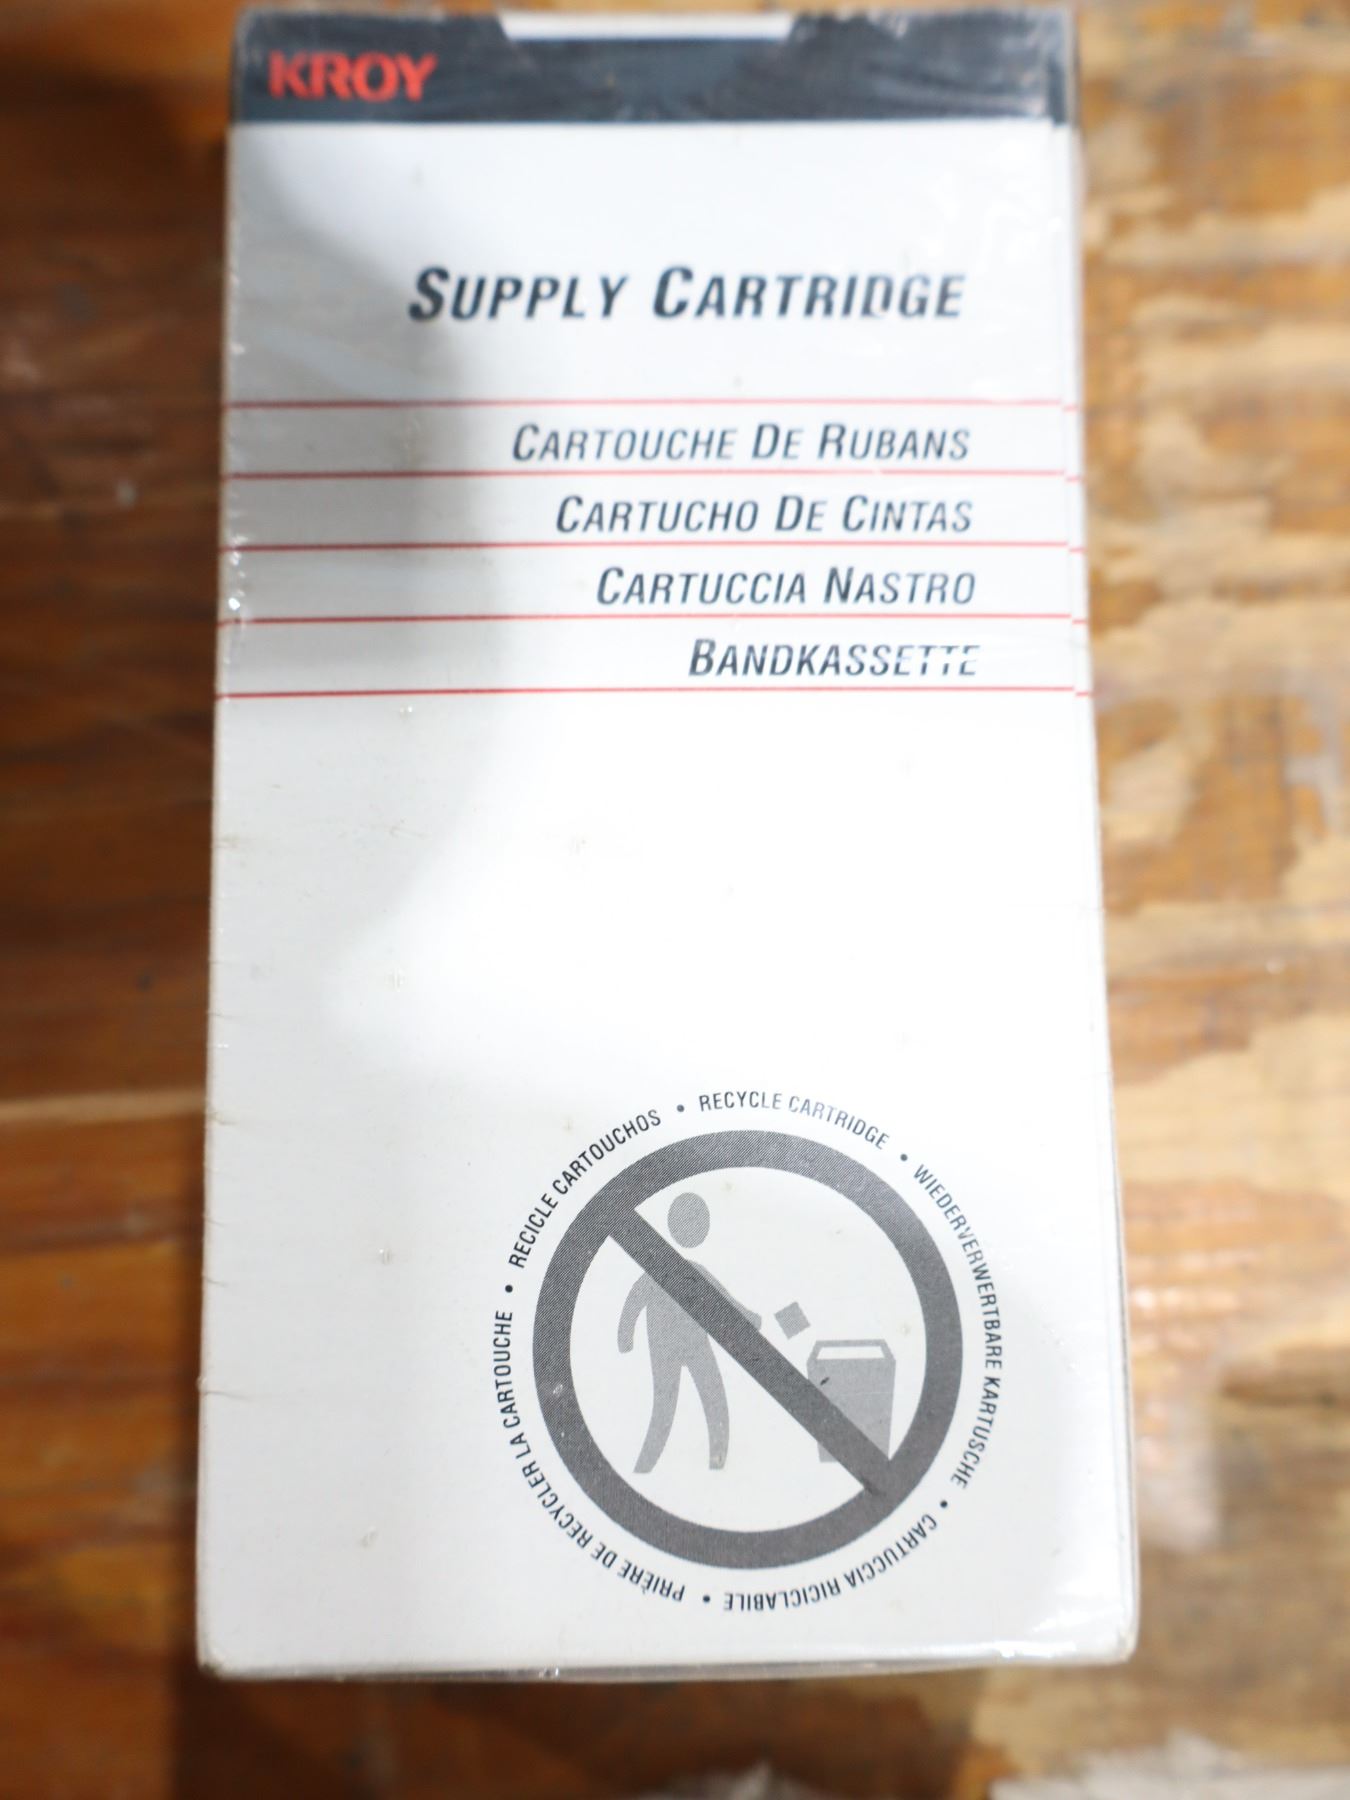 KROY
SUPPLY CARTRIDGE
CARTOUCHE DE RUBANS
CARTUCHO DE CINTAS
CARTUCCIA NASTRO
BANDKASSETTE
• RECYCLE CARTRIDGE • WIEDERVERWERTBARE KARTUSCHE • CARTUCCIA RICICLABILE • PRIÈRE DE RECYCLER LA CARTOUCHE • RECICLE CARTOUCHOS